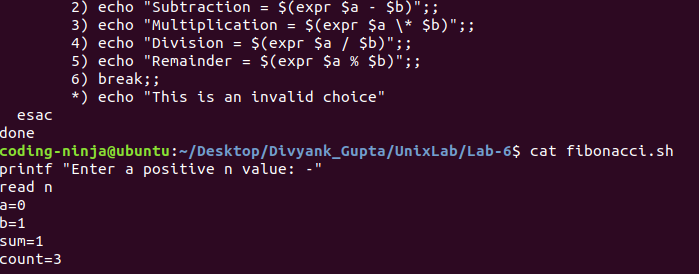 2) echo "Subtraction = $(expr $a - $b)";;
3) echo "Multiplication = $(expr $a \* $b)";;
4) echo "Division = $(expr $a / $b)";;
5) echo "Remainder = $(expr $a % $b)";;
6) break;;
*) echo "This is an invalid choice"
esac
done
coding-ninja@ubuntu:~/Desktop/Divyank_Gupta/UnixLab/Lab-6$ cat fibonacci.sh
printf "Enter a positive n value: -"
read n
a=0
b=1
sum=1
count=3